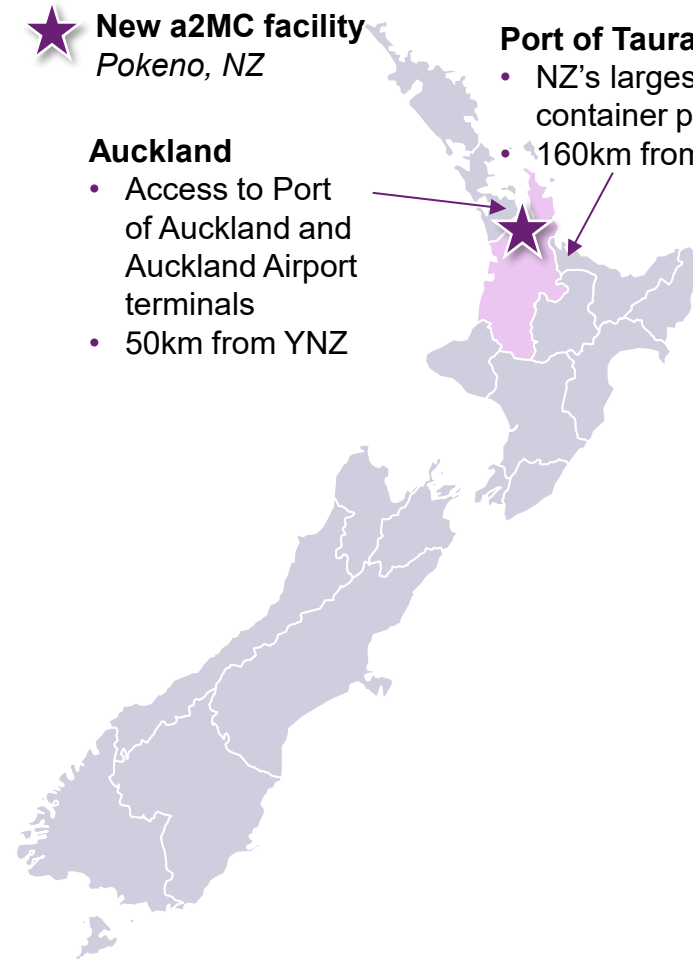 New a2MC facility
Pokeno, NZ
Port of Taura
• NZ's larges
container p
• 160km from
Auckland
• Access to Port
of Auckland and
Auckland Airport
terminals
• 50km from YNZ